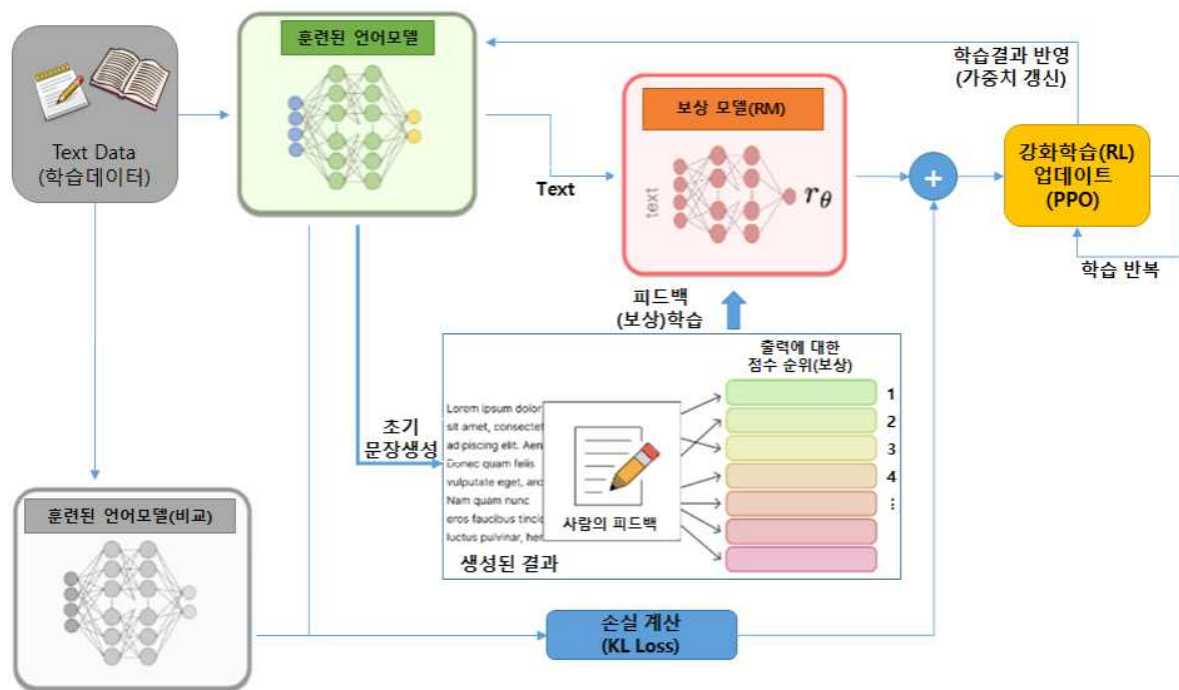 훈련된 언어모델
학습결과 반영
(가중치 갱신)
Text Data
(학습데이터)
Text
보상 모델(RM)
text
rθ
+
강화학습(RL)
업데이트
(PPO)
학습 반복
피드백
(보상)학습
초기
문장생성
출력에 대한
점수 순위(보상)
Lorem ipsum dolor
sit amet, consectet
adipiscing elit. Aen
Donec quam felis
vulputate eget, arc
Nam quam nunc
eros faucibus tincid
luctus pulvinar, her
사람의 피드백
생성된 결과
1
2
3
4
⋮
훈련된 언어모델(비교)
손실 계산
(KL Loss)